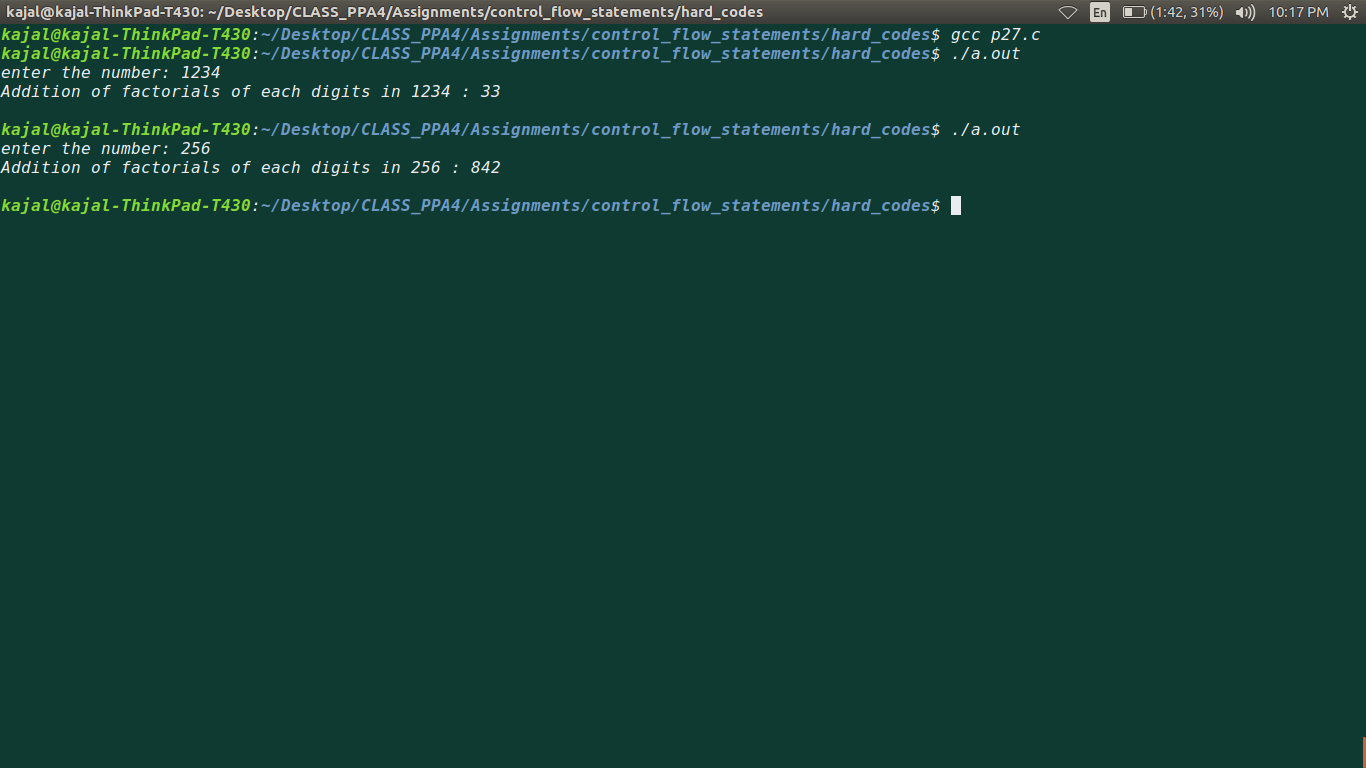 kajal@kajal-ThinkPad-T430: ~/Desktop/CLASS_PPA4/Assignments/control_flow_statements/hard_codes En (1:42, 31%) 10:17 PM
kajal@kajal-ThinkPad-T430:~/Desktop/CLASS_PPA4/Assignments/control_flow_statements/hard_codes$ gcc p27.c
kajal@kajal-ThinkPad-T430:~/Desktop/CLASS_PPA4/Assignments/control_flow_statements/hard_codes$ ./a.out
enter the number: 1234
Addition of factorials of each digits in 1234 : 33
kajal@kajal-ThinkPad-T430:~/Desktop/CLASS_PPA4/Assignments/control_flow_statements/hard_codes$ ./a.out
enter the number: 256
Addition of factorials of each digits in 256 : 842
kajal@kajal-ThinkPad-T430:~/Desktop/CLASS_PPA4/Assignments/control_flow_statements/hard_codes$